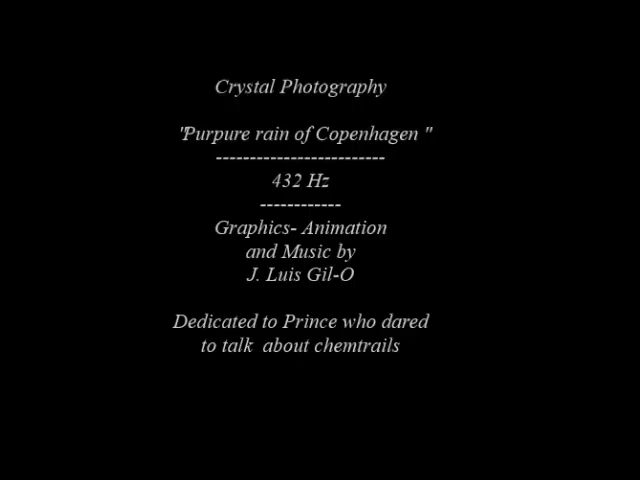 Crystal Photography
"Purpure rain of Copenhagen "
-------------------------
432 Hz
------------
Graphics- Animation
and Music by
J. Luis Gil-O
Dedicated to Prince who dared
to talk  about chemtrails